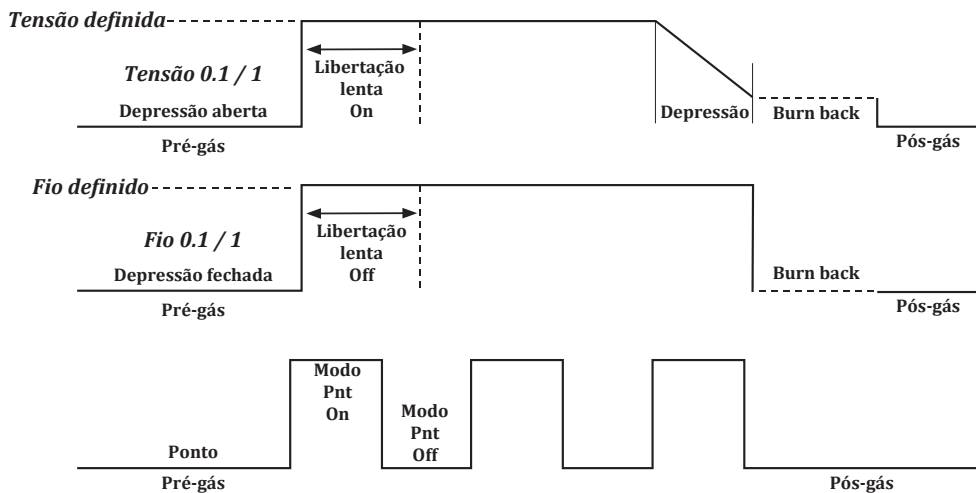 Tensão definida
Tensão 0.1 / 1
Depressão aberta
Pré-gás
Libertação
lenta
On
Depressão
Burn back
Pós-gás
Fio definido
Fio 0.1 / 1
Depressão fechada
Pré-gás
Libertação
lenta
Off
Burn back
Pós-gás
Modo
Pnt
On
Modo
Pnt
Off
Ponto
Pré-gás
Pós-gás